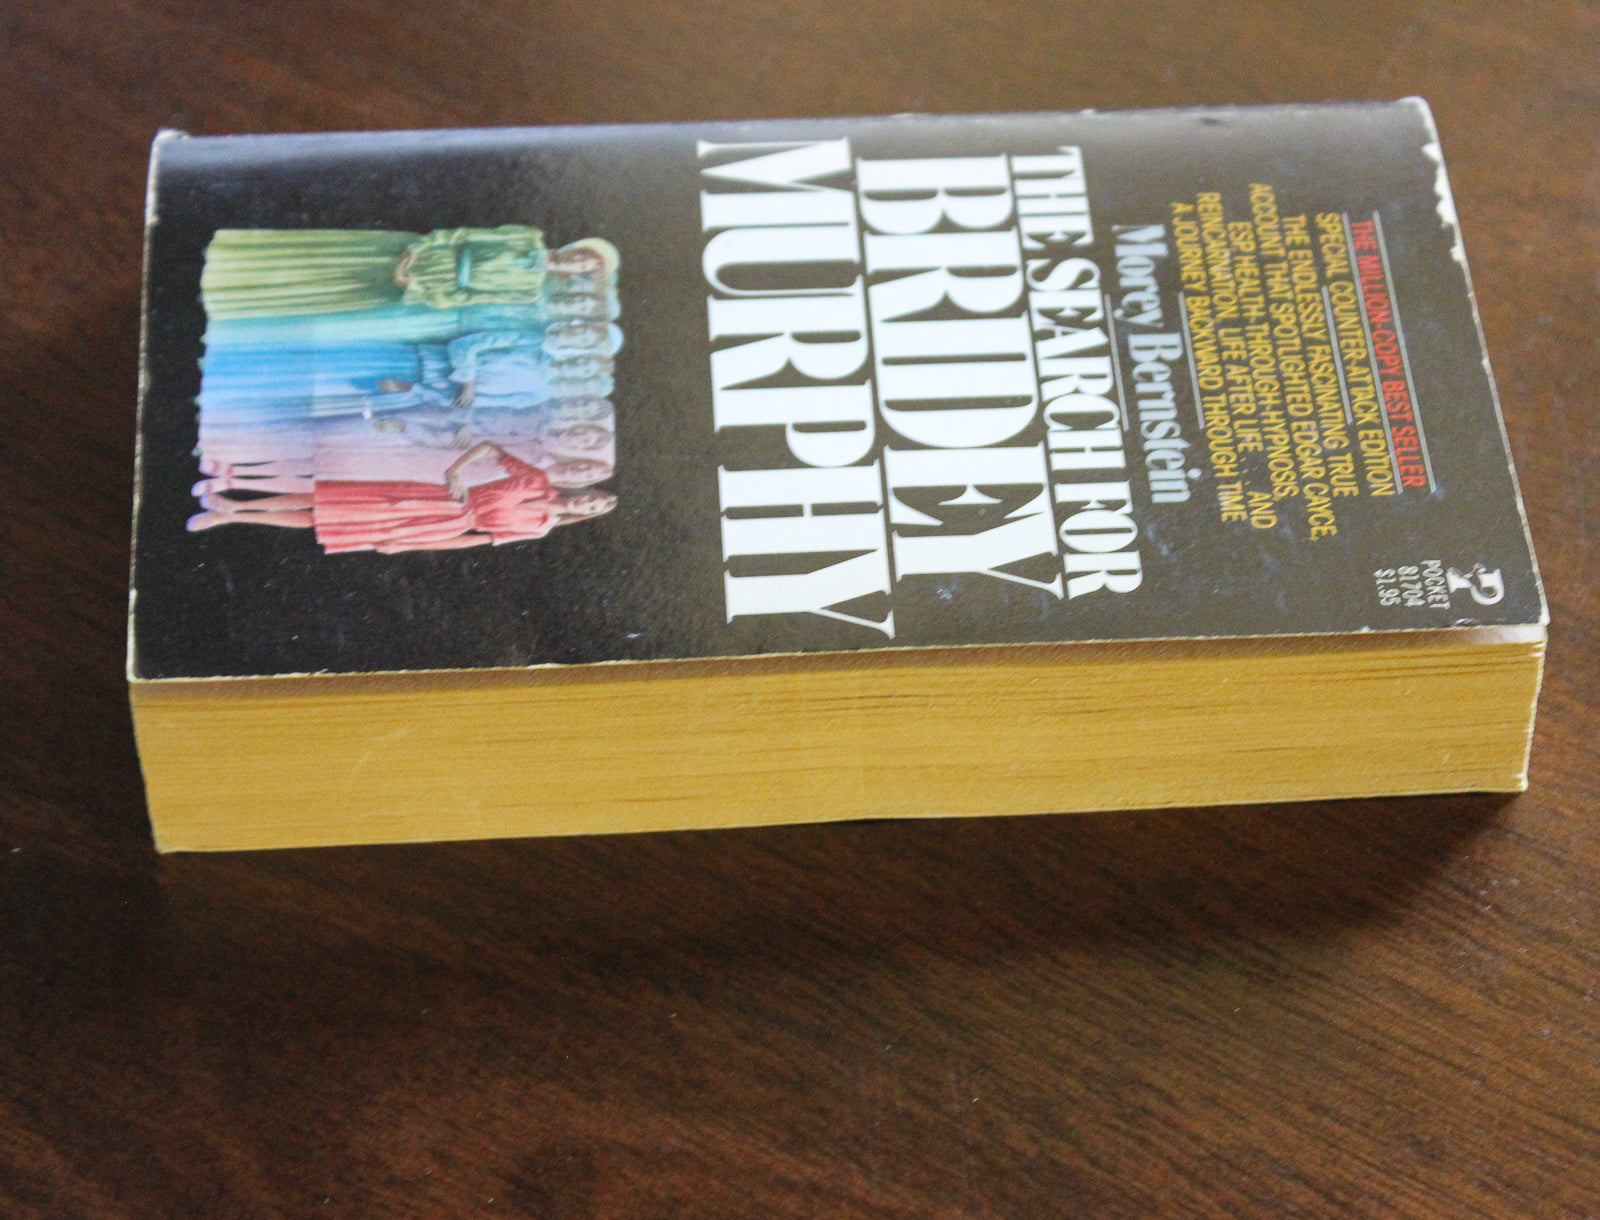 THE MILLION-COPY BEST SELLER
SPECIAL COUNTER-ATTACK EDITION
THE ENDLESSLY FASCINATING TRUE
ACCOUNT THAT SPOTLIGHTED EDGAR CAYCE,
ESP, HEALTH-THROUGH-HYPNOSIS,
REINCARNATION, LIFE AFTER LIFE . . . AND
A JOURNEY BACKWARD THROUGH TIME
Morey Bernstein
THE SEARCH FOR
BRIDEY
MURPHY
POCKET
81704
$1.95